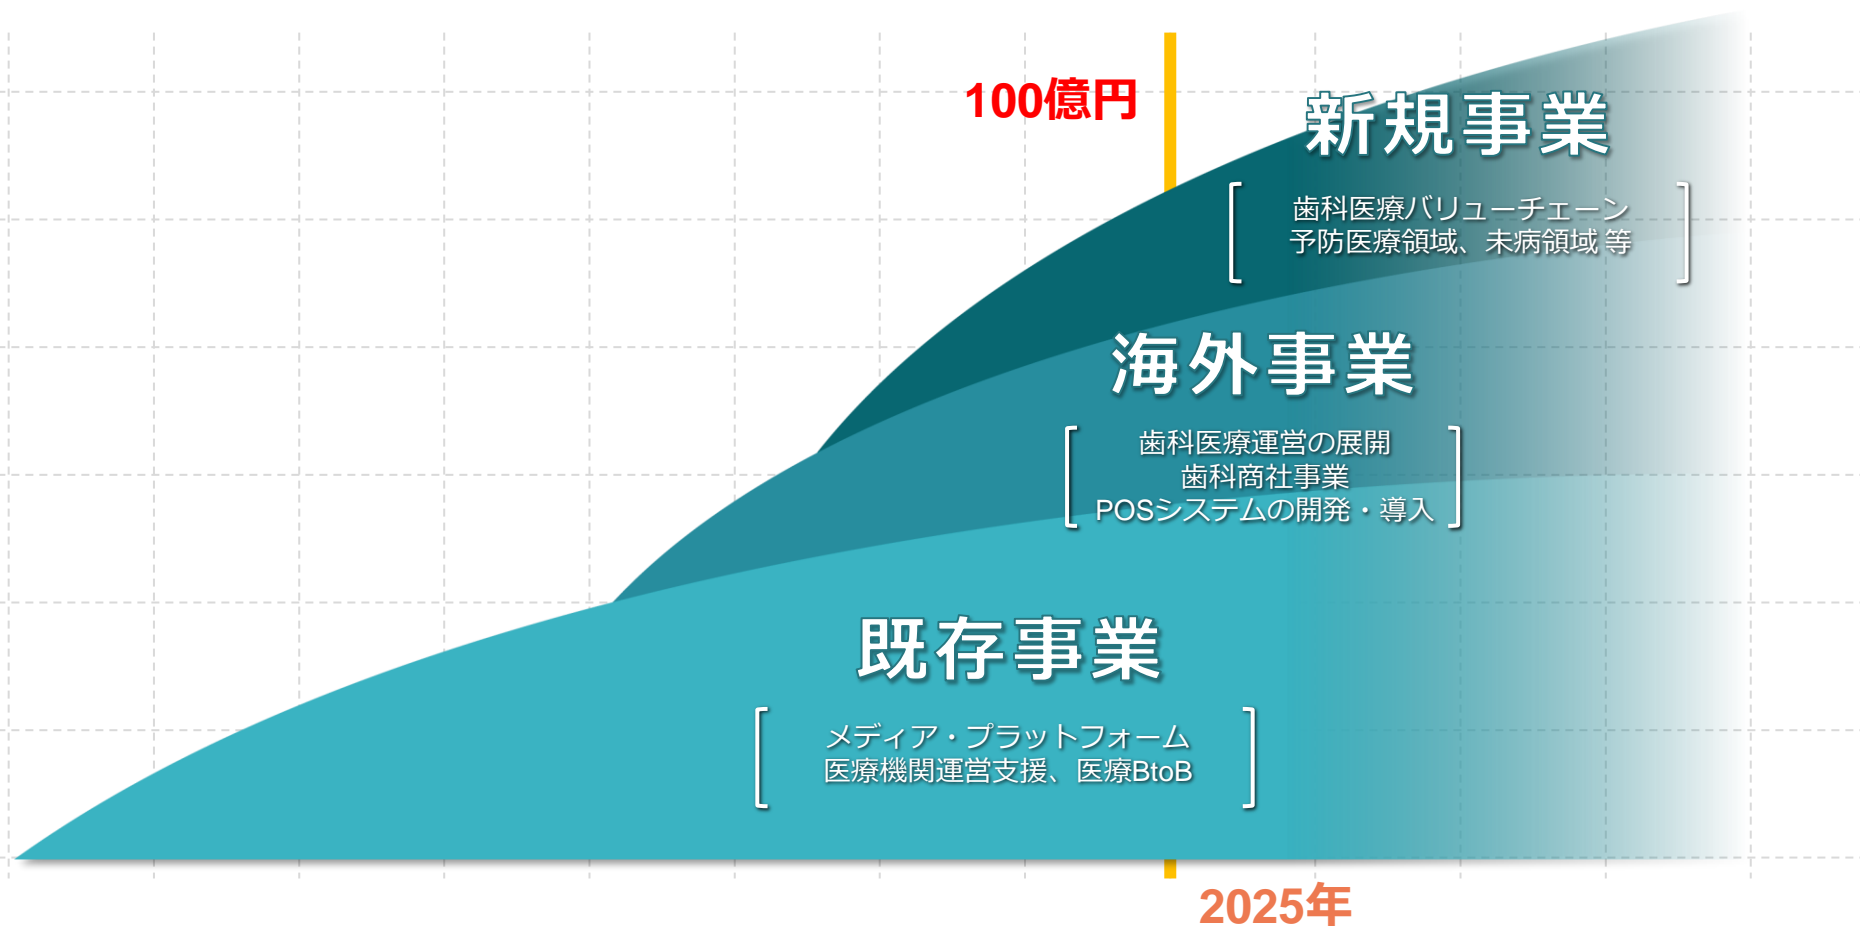 100億円
新規事業
歯科医療バリューチェーン
予防医療領域、未病領域 等
海外事業
歯科医療運営の展開
歯科商社事業
POSシステムの開発・導入
既存事業
メディア・プラットフォーム
医療機関運営支援、医療BtoB
2025年